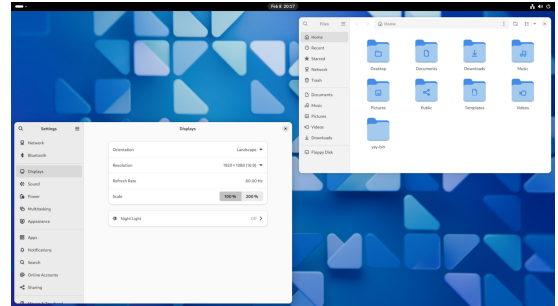 Feb 8 20:17
Files
Home
Home
Recent
Starred
Network
Trash
Documents
Music
Pictures
Videos
Downloads
Floppy Disk
Desktop
Documents
Downloads
Music
Pictures
Public
Templates
Videos
yay-bin
Settings
Displays
Network
Bluetooth
Displays
Sound
Power
Multitasking
Appearance
Apps
Notifications
Search
Online Accounts
Sharing
Orientation
Landscape
Resolution
1920 × 1080 (16:9)
Refresh Rate
60.00 Hz
Scale
100 %
200 %
Night Light
Off